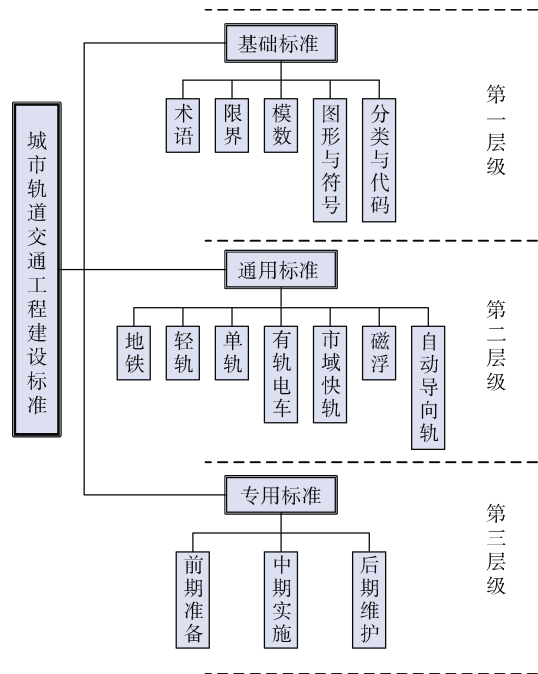 城市轨道交通工程建设标准
基础标准
术语
限界
模数
图形与符号
分类与代码
第一层级
通用标准
地铁
轻轨
单轨
有轨电车
市域快轨
磁浮
自动导向轨
第二层级
专用标准
前期准备
中期实施
后期维护
第三层级